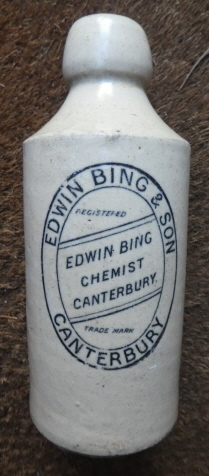 EDWIN BING & SON
REGISTERED
EDWIN BING
CHEMIST
CANTERBURY.
TRADE MARK
CANTERBURY